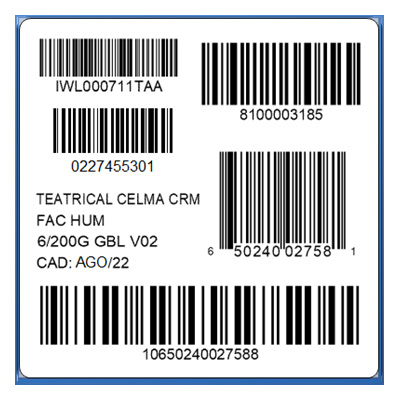 IWL000711TAA
8100003185
0227455301
TEATRICAL CELMA CRM
FAC HUM
6/200G GBL V02
CAD: AGO/22
6 50240 02758 1
10650240027588